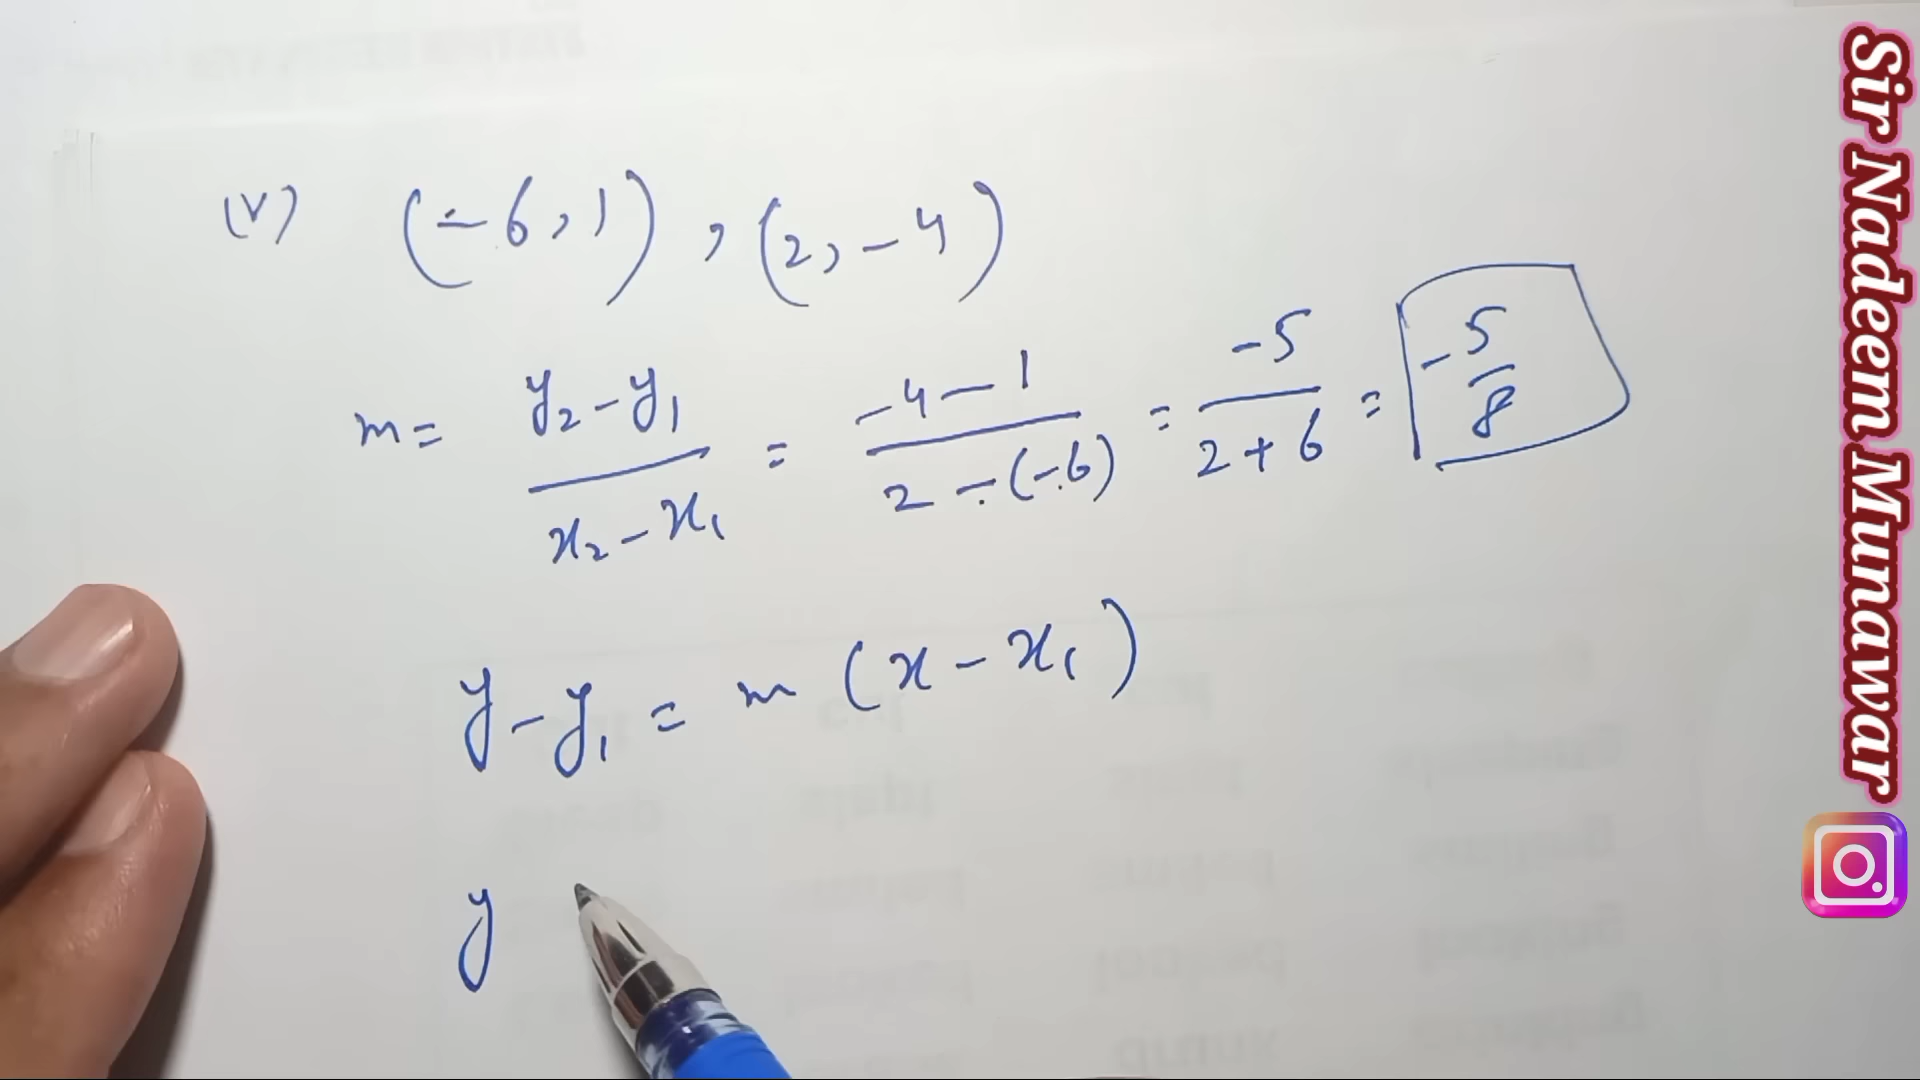 (v) (-6, 1), (2, -4)
m = y₂ - y₁ / x₂ - x₁ = -4 - 1 / 2 - (-6) = -5 / 2 + 6 = -5/8
y - y₁ = m (x - x₁)
y
Sir Nadeem Munawar